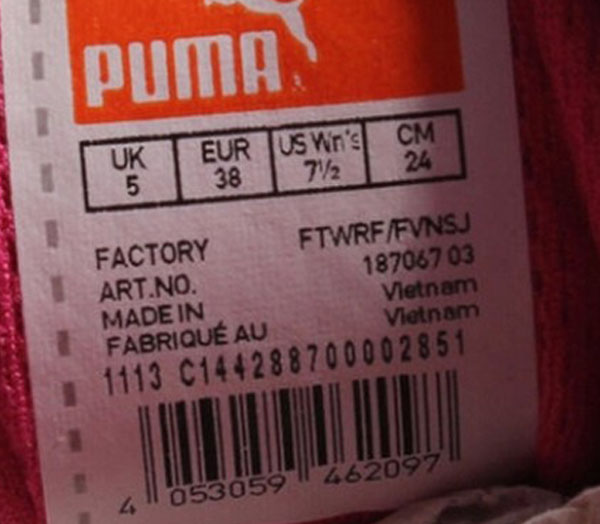 PUMA
UK EUR US Wn's CM
5 38 7½ 24
FACTORY FTWRF/FVNSJ
ART.NO. 187067 03
MADE IN Vietnam
FABRIQUÉ AU Vietnam
1113 C144288700002851
4 053059 462097